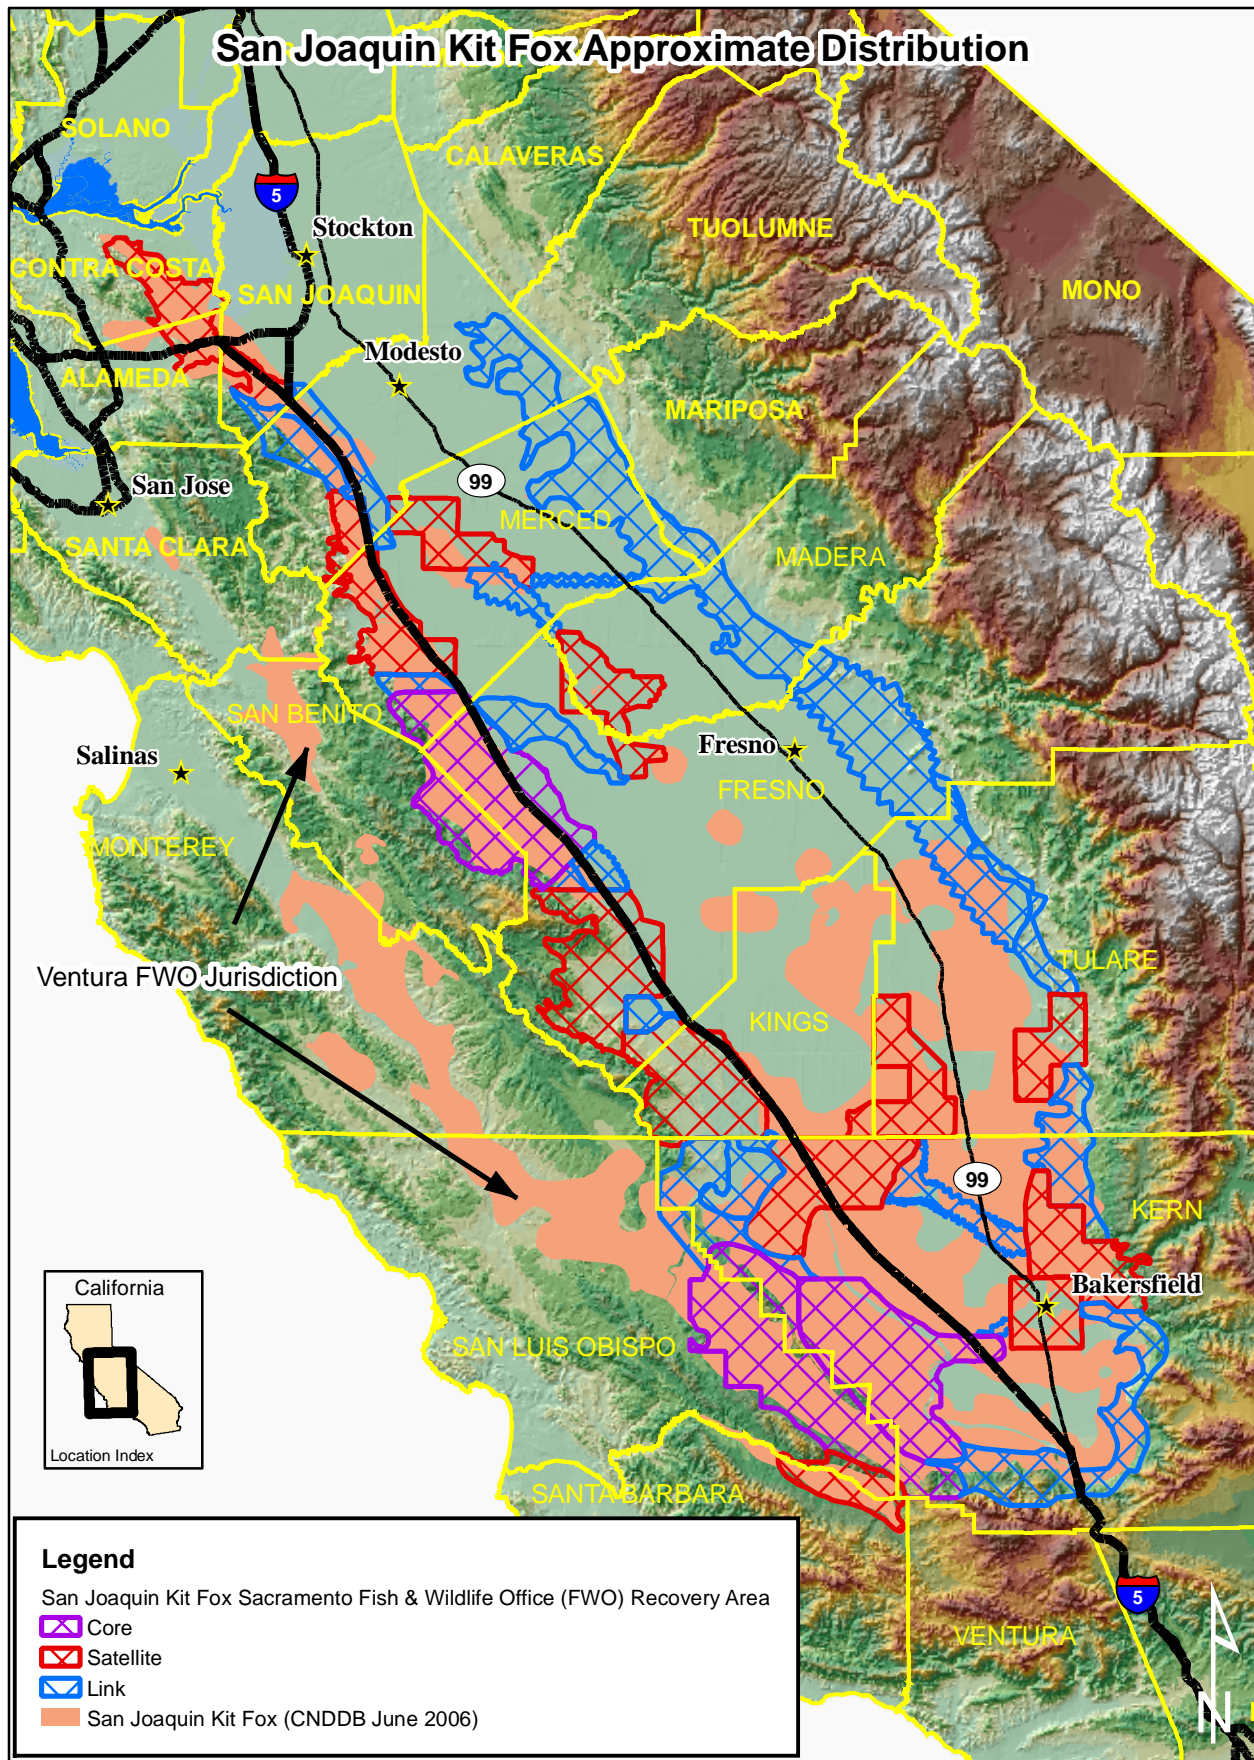 San Joaquin Kit Fox Approximate Distribution
SOLANO
CALAVERAS
5
TUOLUMNE
Stockton
CONTRA COSTA
MONO
SAN JOAQUIN
Modesto
ALAMEDA
MARIPOSA
99
San Jose
MERCED
SANTA CLARA
MADERA
SAN BENITO
Salinas
Fresno
FRESNO
MONTEREY
TULARE
Ventura FWO Jurisdiction
KINGS
99
KERN
Bakersfield
California
SAN LUIS OBISPO
Location Index
SANTA BARBARA
5
VENTURA
N
Legend
San Joaquin Kit Fox Sacramento Fish & Wildlife Office (FWO) Recovery Area
Core
Satellite
Link
San Joaquin Kit Fox (CNDDB June 2006)